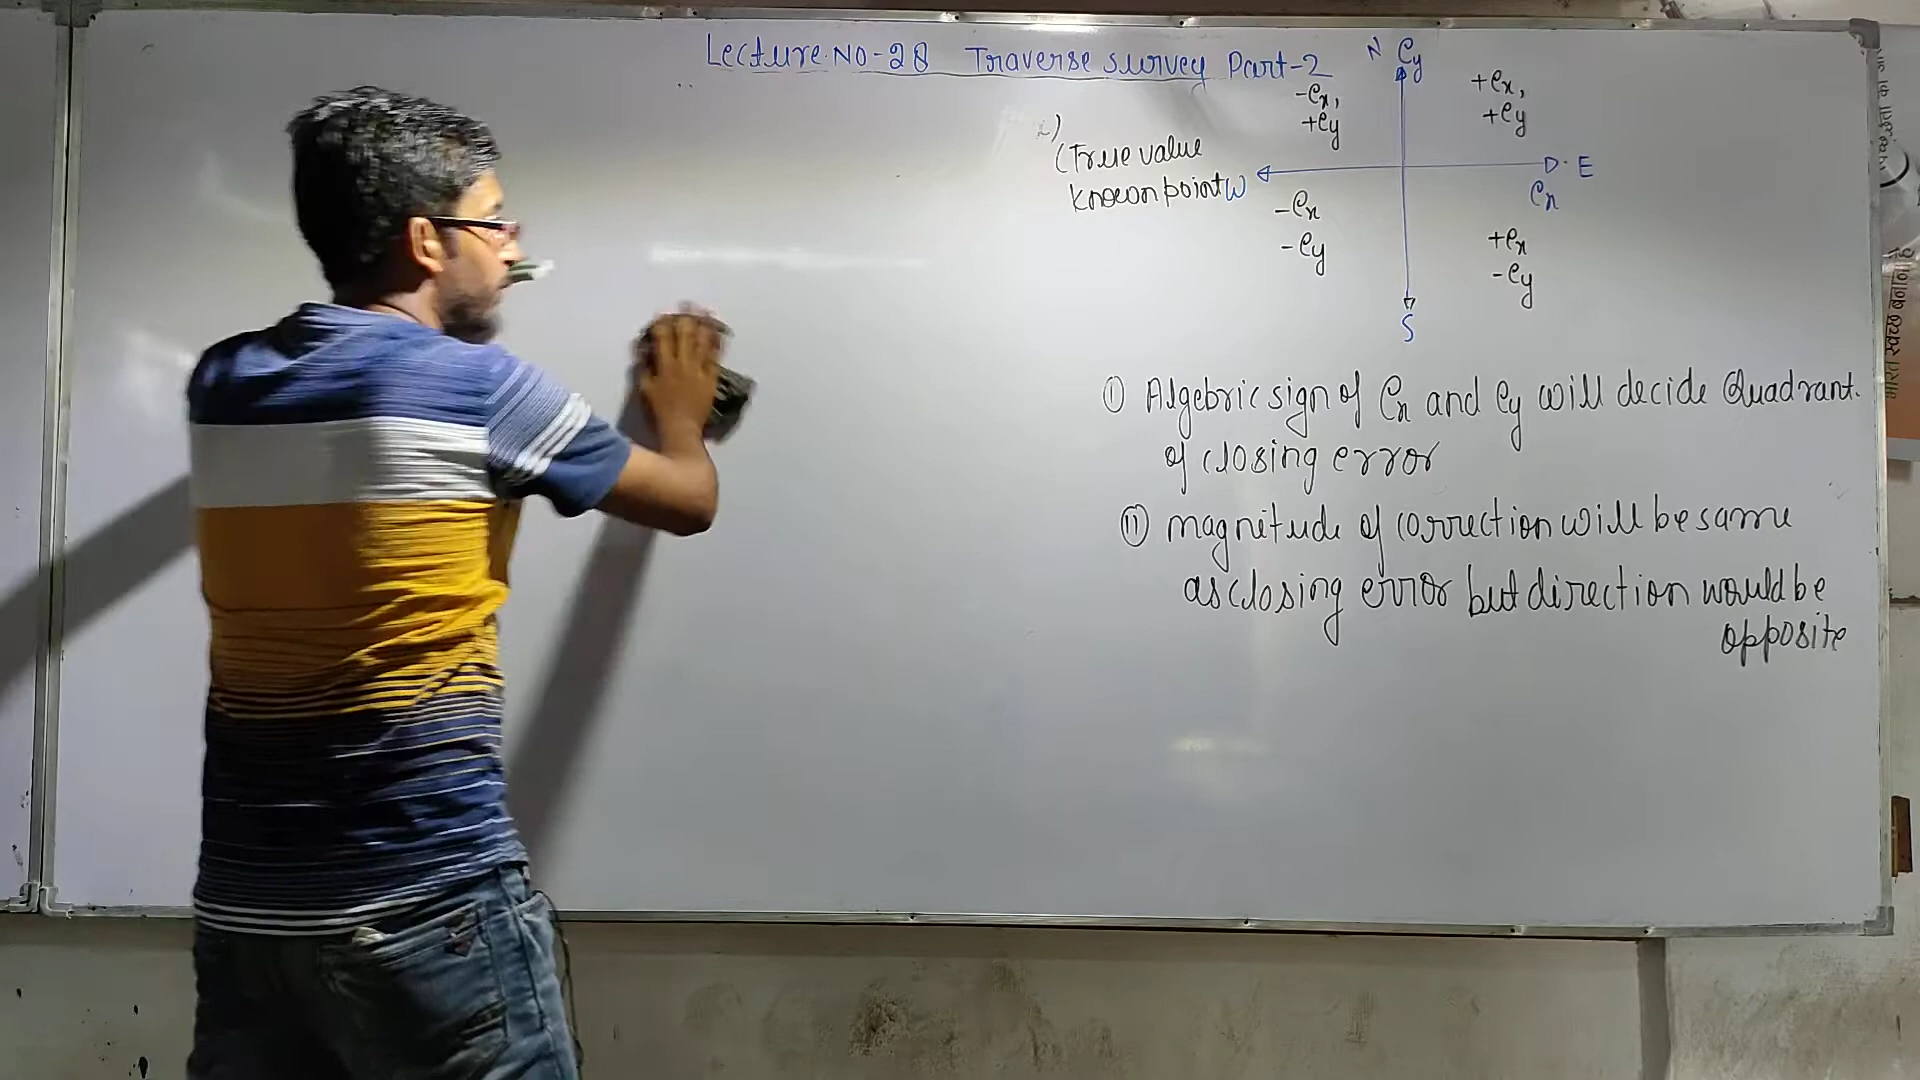 Lecture.No-28 Traverse survey Part-2
N ey
-ex,
+ey
+ex,
+ey
(True value
known point
W
E
ex
-ex
-ey
+ex
-ey
S
① Algebric sign of ex and ey will decide Quadrant.
of closing error
② magnitude of correction will be same
as closing error but direction would be
opposite